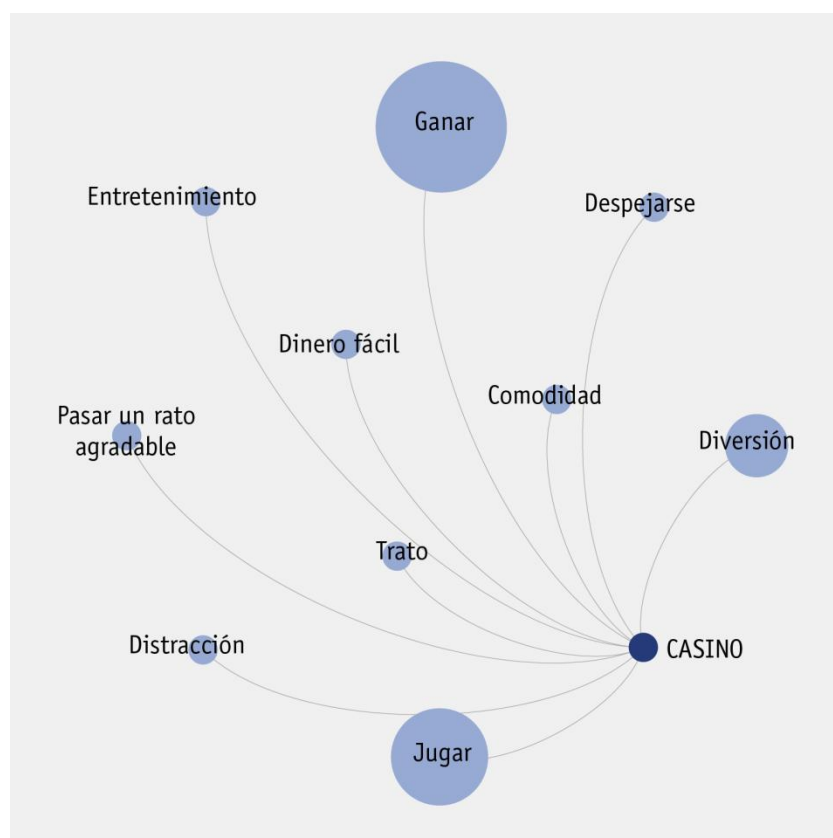 Ganar
Entretenimiento
Despejarse
Dinero fácil
Comodidad
Pasar un rato
agradable
Diversión
Trato
Distracción
CASINO
Jugar